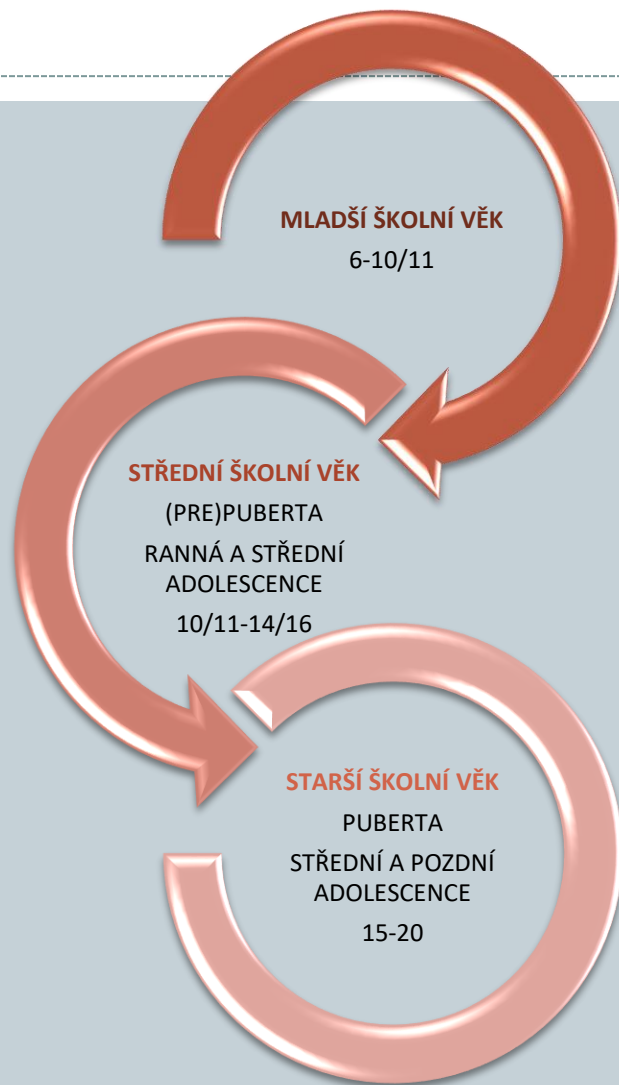 MLADŠÍ ŠKOLNÍ VĚK
6-10/11
STŘEDNÍ ŠKOLNÍ VĚK
(PRE)PUBERTA
RANNÁ A STŘEDNÍ
ADOLESCENCE
10/11-14/16
STARŠÍ ŠKOLNÍ VĚK
PUBERTA
STŘEDNÍ A POZDNÍ
ADOLESCENCE
15-20